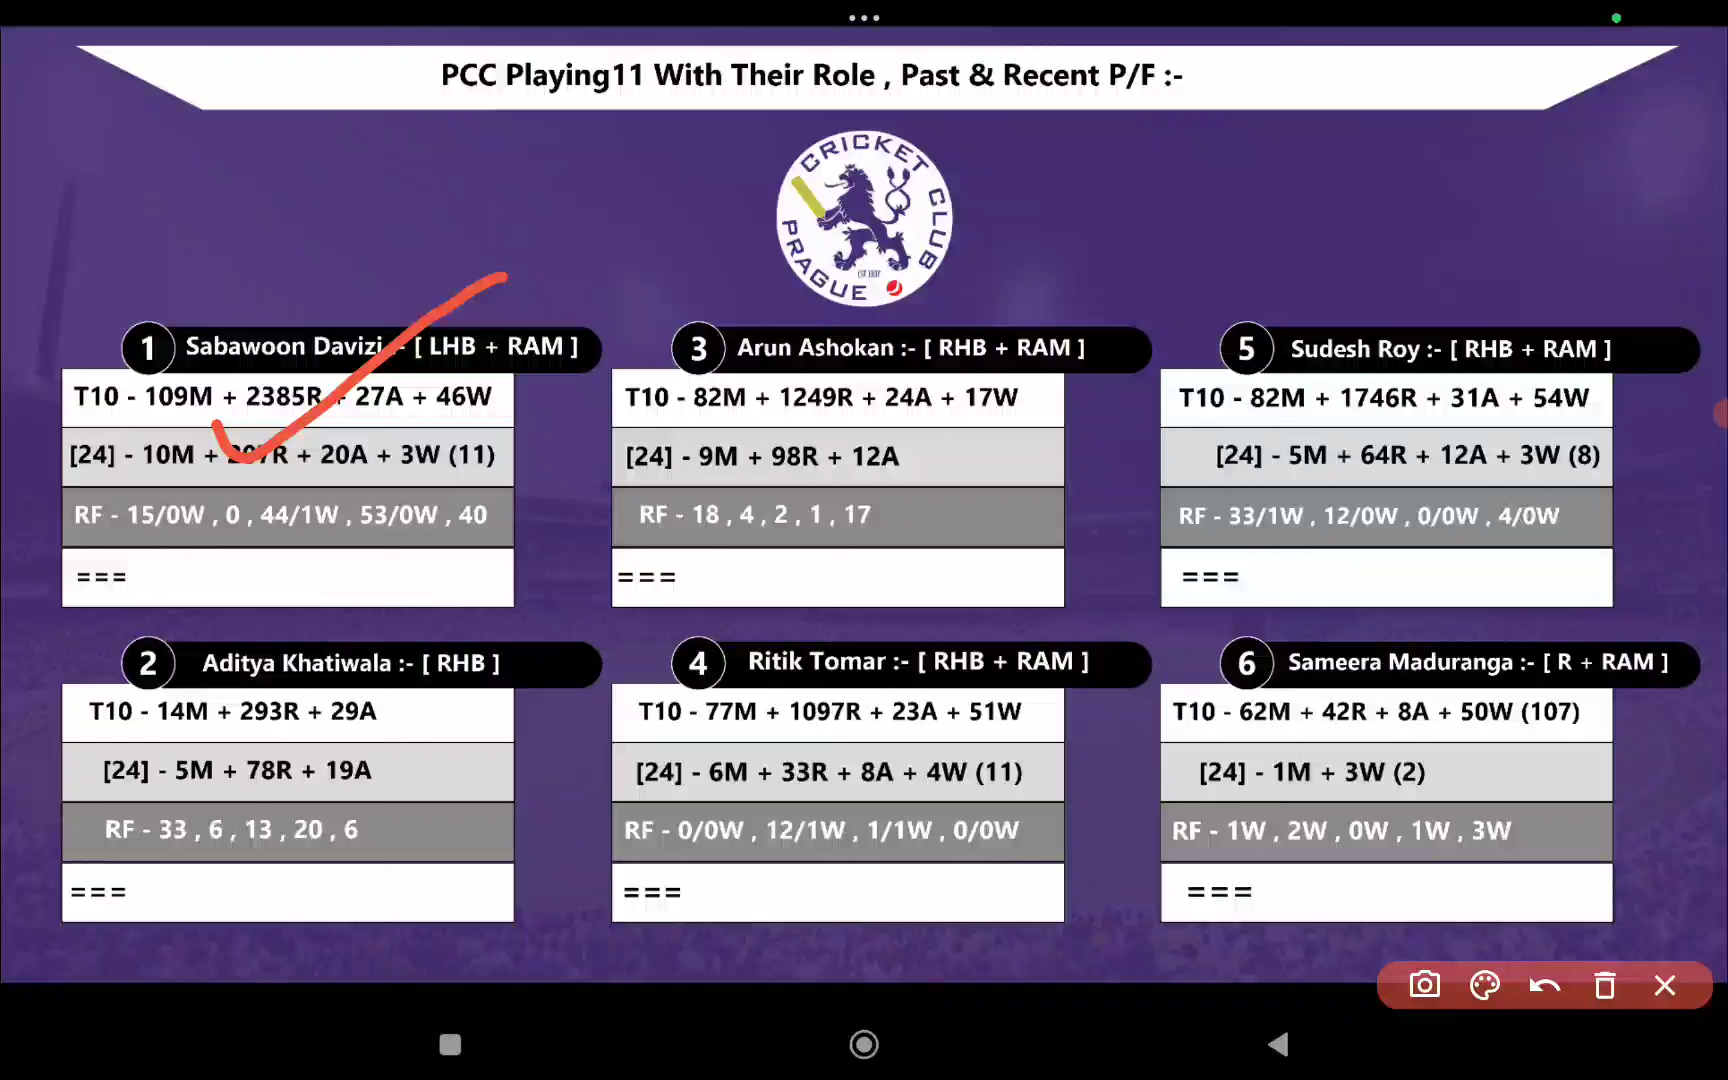 PCC Playing11 With Their Role , Past & Recent P/F :-
CRICKET CLUB
PRAGUE
1 Sabawoon Davizi :- [ LHB + RAM ]
T10 - 109M + 2385R + 27A + 46W
[24] - 10M + 207R + 20A + 3W (11)
RF - 15/0W , 0 , 44/1W , 53/0W , 40
===
2 Aditya Khatiwala :- [ RHB ]
T10 - 14M + 293R + 29A
[24] - 5M + 78R + 19A
RF - 33 , 6 , 13 , 20 , 6
===
3 Arun Ashokan :- [ RHB + RAM ]
T10 - 82M + 1249R + 24A + 17W
[24] - 9M + 98R + 12A
RF - 18 , 4 , 2 , 1 , 17
===
4 Ritik Tomar :- [ RHB + RAM ]
T10 - 77M + 1097R + 23A + 51W
[24] - 6M + 33R + 8A + 4W (11)
RF - 0/0W , 12/1W , 1/1W , 0/0W
===
5 Sudesh Roy :- [ RHB + RAM ]
T10 - 82M + 1746R + 31A + 54W
[24] - 5M + 64R + 12A + 3W (8)
RF - 33/1W , 12/0W , 0/0W , 4/0W
===
6 Sameera Maduranga :- [ R + RAM ]
T10 - 62M + 42R + 8A + 50W (107)
[24] - 1M + 3W (2)
RF - 1W , 2W , 0W , 1W , 3W
===